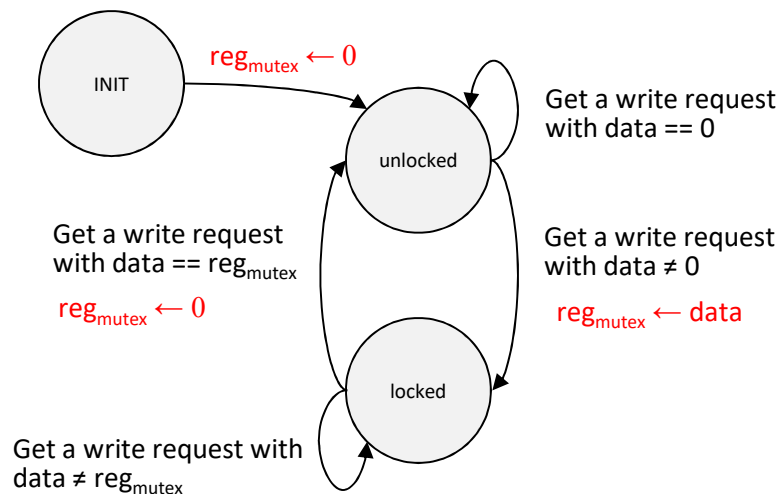 reg_mutex ← 0
INIT
Get a write request
with data == 0
unlocked
Get a write request
with data == reg_mutex
reg_mutex ← 0
Get a write request
with data ≠ 0
reg_mutex ← data
locked
Get a write request with
data ≠ reg_mutex